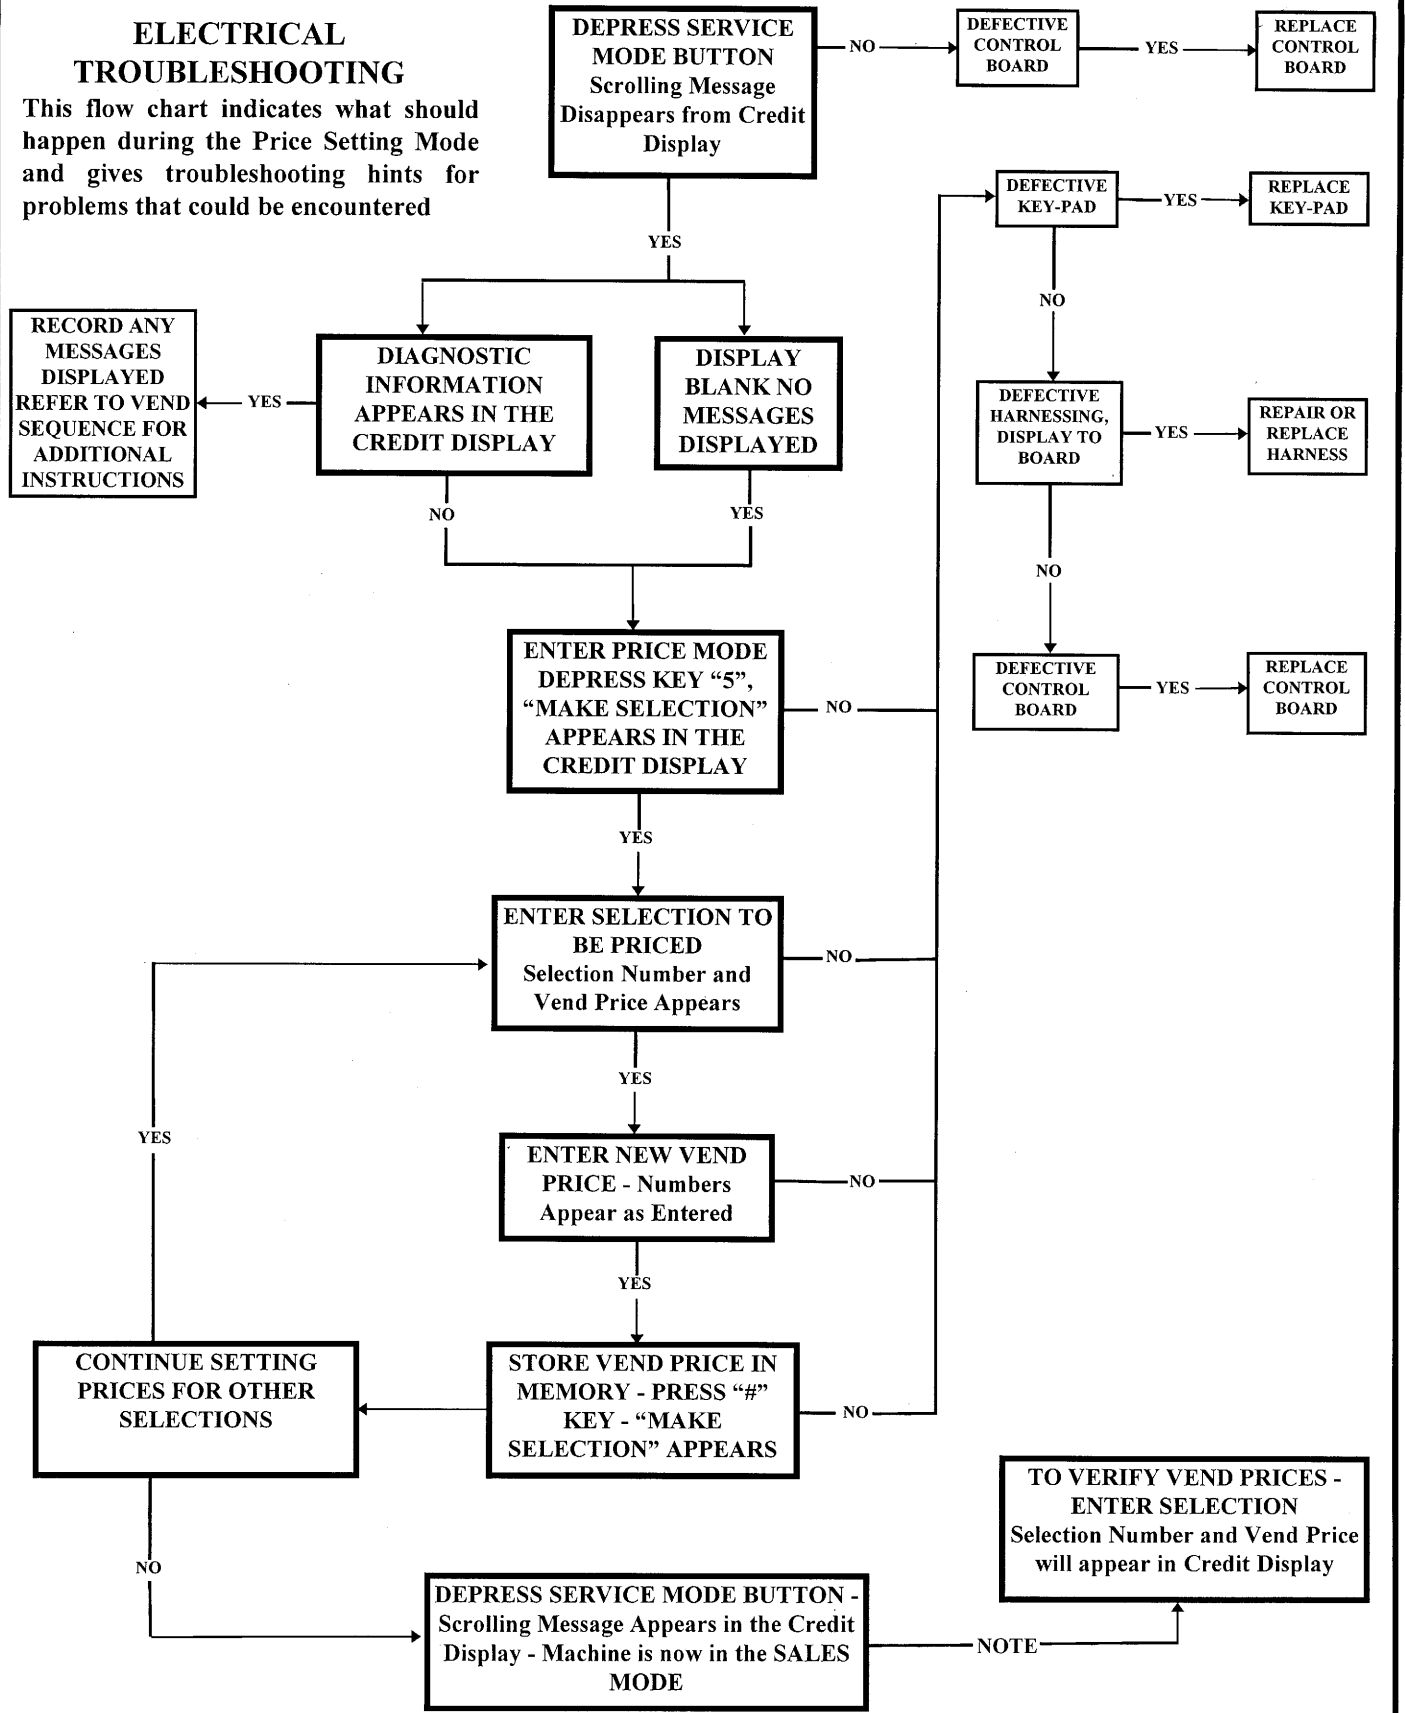 ELECTRICAL
TROUBLESHOOTING
This flow chart indicates what should
happen during the Price Setting Mode
and gives troubleshooting hints for
problems that could be encountered
DEPRESS SERVICE
MODE BUTTON
Scrolling Message
Disappears from Credit
Display
NO
DEFECTIVE
CONTROL
BOARD
YES
REPLACE
CONTROL
BOARD
DEFECTIVE
KEY-PAD
YES
REPLACE
KEY-PAD
YES
NO
RECORD ANY
MESSAGES
DISPLAYED
REFER TO VEND
SEQUENCE FOR
ADDITIONAL
INSTRUCTIONS
YES
DIAGNOSTIC
INFORMATION
APPEARS IN THE
CREDIT DISPLAY
DISPLAY
BLANK NO
MESSAGES
DISPLAYED
DEFECTIVE
HARNESSING,
DISPLAY TO
BOARD
YES
REPAIR OR
REPLACE
HARNESS
NO
YES
NO
ENTER PRICE MODE
DEPRESS KEY “5”,
“MAKE SELECTION”
APPEARS IN THE
CREDIT DISPLAY
NO
DEFECTIVE
CONTROL
BOARD
YES
REPLACE
CONTROL
BOARD
YES
ENTER SELECTION TO
BE PRICED
Selection Number and
Vend Price Appears
NO
YES
YES
ENTER NEW VEND
PRICE - Numbers
Appear as Entered
NO
YES
CONTINUE SETTING
PRICES FOR OTHER
SELECTIONS
STORE VEND PRICE IN
MEMORY - PRESS “#”
KEY - “MAKE
SELECTION” APPEARS
NO
NO
TO VERIFY VEND PRICES -
ENTER SELECTION
Selection Number and Vend Price
will appear in Credit Display
DEPRESS SERVICE MODE BUTTON -
Scrolling Message Appears in the Credit
Display - Machine is now in the SALES
MODE
NOTE